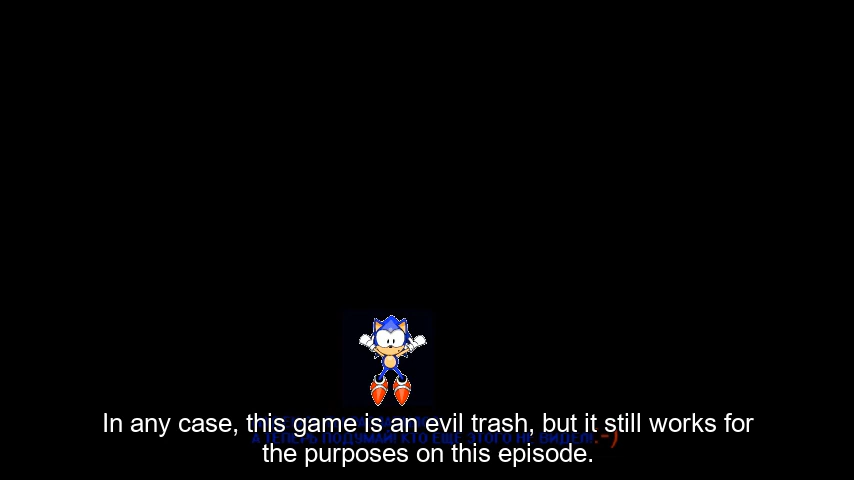 In any case, this game is an evil trash, but it still works for
А ТЕПЕРЬ ПОДУМАЙ КТО ЕЩЕ ЭТОГО НЕ ВИДЕЛ!.:-)
the purposes on this episode.